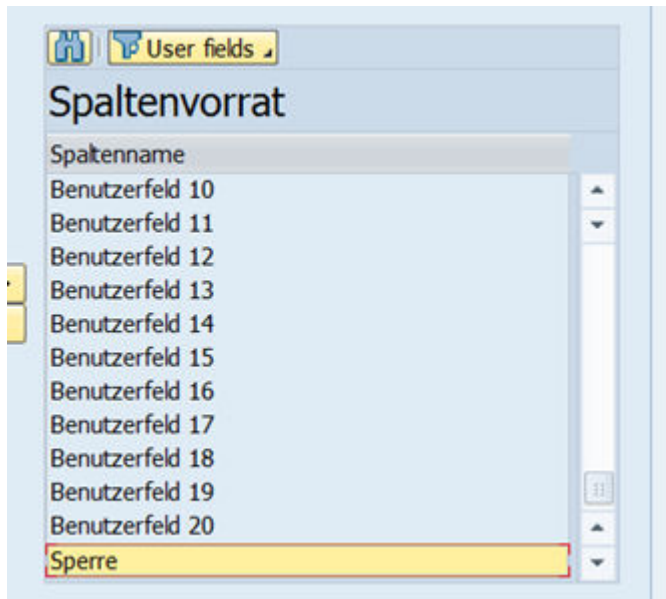 User fields
Spaltenvorrat
Spaltenname
Benutzerfeld 10
Benutzerfeld 11
Benutzerfeld 12
Benutzerfeld 13
Benutzerfeld 14
Benutzerfeld 15
Benutzerfeld 16
Benutzerfeld 17
Benutzerfeld 18
Benutzerfeld 19
Benutzerfeld 20
Sperre